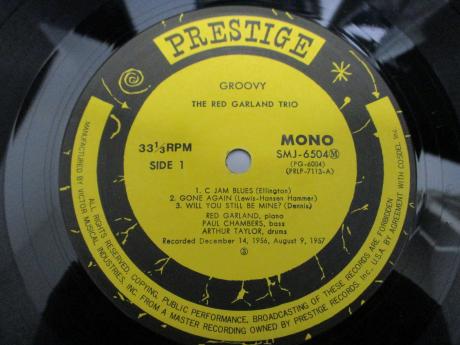 PRESTIGE
GROOVY
THE RED GARLAND TRIO
33⅓RPM
SIDE 1
MONO
SMJ-6504Ⓜ
(PG-6004)
(PRLP-7113-A)
1. C JAM BLUES (Ellington)
2. GONE AGAIN (Lewis-Hansen Hammer)
3. WILL YOU STILL BE MINE? (Dennis)
RED GARLAND, piano
PAUL CHAMBERS, bass
ARTHUR TAYLOR, drums
Recorded December 14, 1956, August 9, 1957
Ⓢ
MANUFACTURED BY VICTOR MUSICAL INDUSTRIES, INC. FROM A MASTER RECORDING OWNED BY PRESTIGE RECORDS, Inc., U.S.A. BY AGREEMENT WITH COSDEL Inc.
ALL RIGHTS RESERVED, COPYING, PUBLIC PERFORMANCE, BROADCASTING OF THESE RECORDS ARE FORBIDDEN